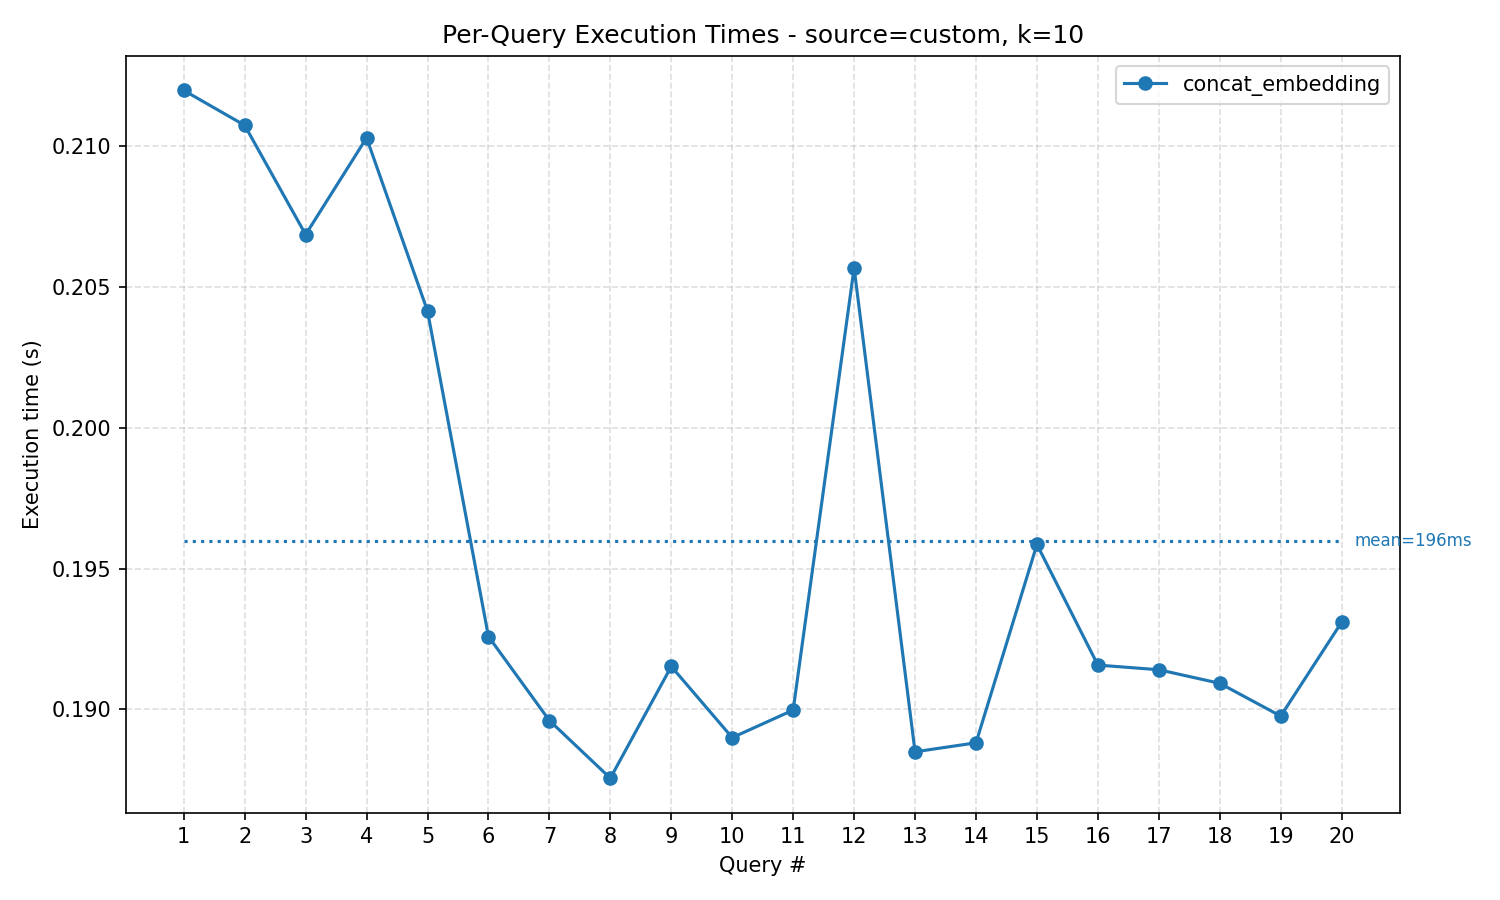 Per-Query Execution Times - source=custom, k=10
concat_embedding
0.210
0.205
0.200
0.195
0.190
Execution time (s)
mean=196ms
1 2 3 4 5 6 7 8 9 10 11 12 13 14 15 16 17 18 19 20
Query #